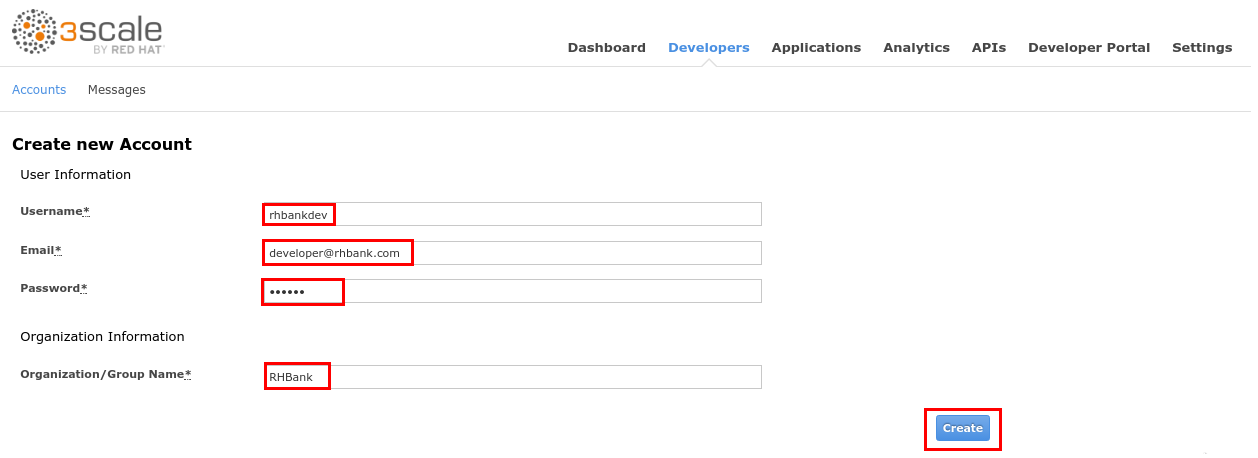 3scale
BY RED HAT
Dashboard Developers Applications Analytics APIs Developer Portal Settings
Accounts Messages
Create new Account
User Information
Username*
rhbankdev
Email*
developer@rhbank.com
Password*
••••••
Organization Information
Organization/Group Name*
RHBank
Create